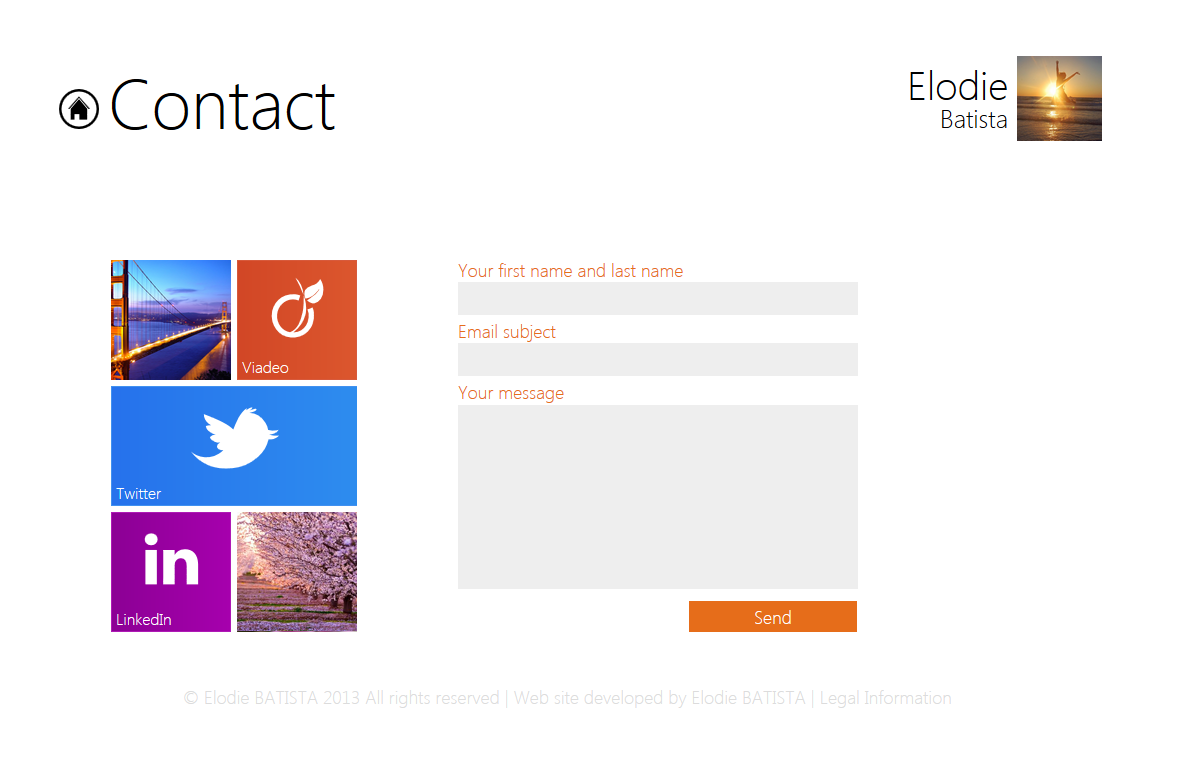 Contact
Elodie
Batista
Viadeo
Twitter
in
LinkedIn
Your first name and last name
Email subject
Your message
Send
© Elodie BATISTA 2013 All rights reserved | Web site developed by Elodie BATISTA | Legal Information